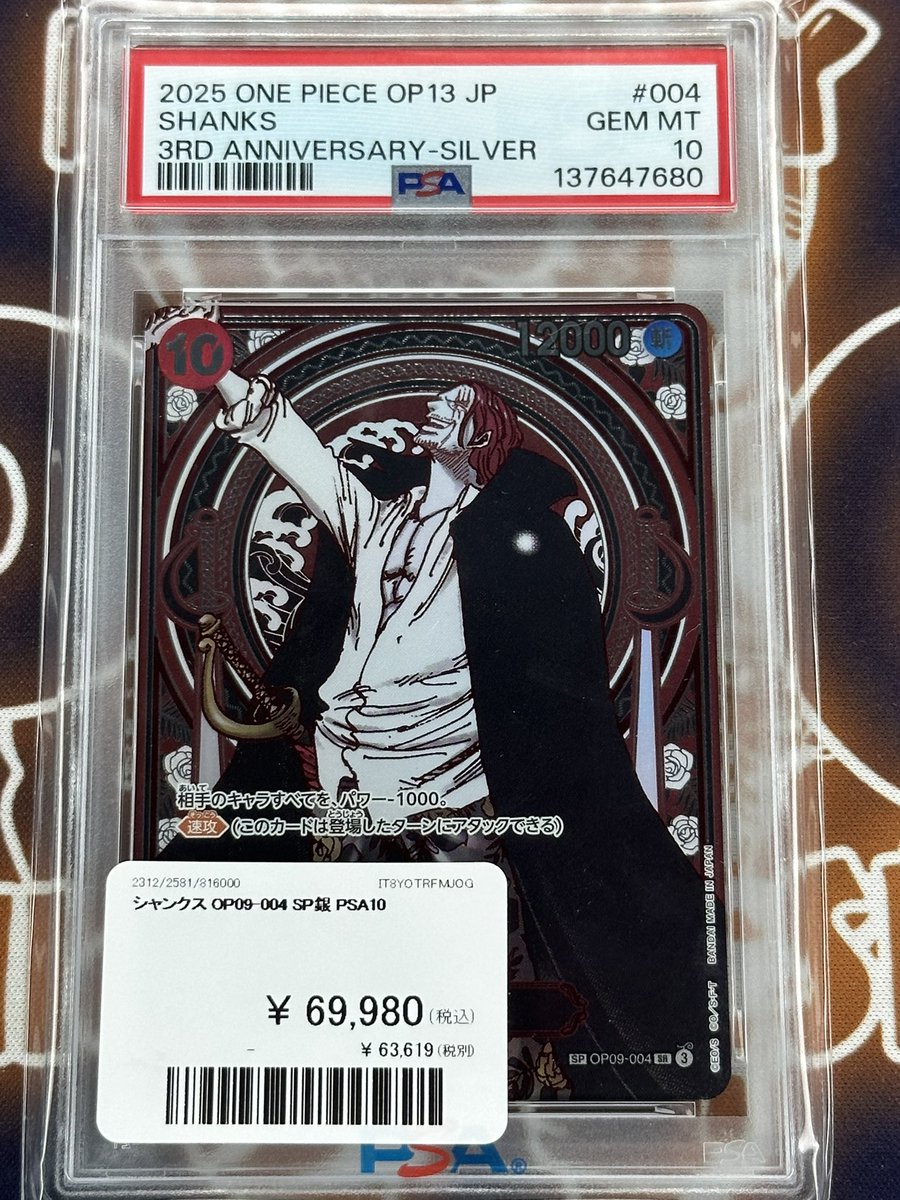 2025 ONE PIECE OP13 JP #004
SHANKS GEM MT
3RD ANNIVERSARY-SILVER 10
PSA 137647680
10 12000 斬
相手のキャラすべてを、パワー-1000。
速攻 (このカードは登場したターンにアタックできる)
2312/2581/816000 IT8YOTRFMJOG
シャンクス OP09-004 SP銀 PSA10
¥ 69,980 (税込)
- ¥ 63,619 (税別)
SP OP09-004 SR 3
©E.O/S ©O/S・F・T BANDAI MADE IN JAPAN
PSA®
PSA